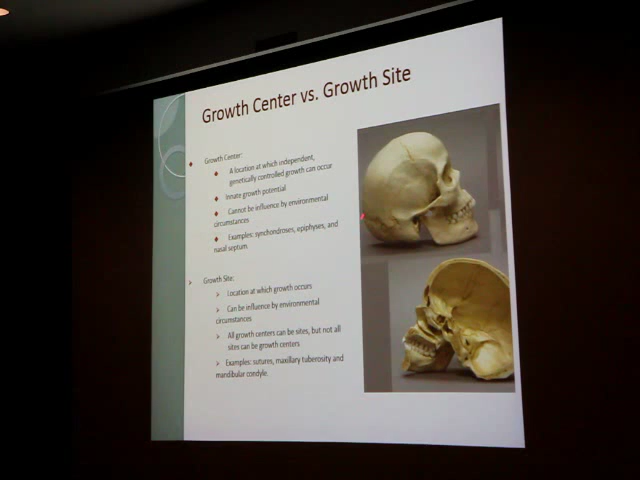 Growth Center vs. Growth Site
Growth Center:
A location at which independent,
genetically controlled growth can occur
Innate growth potential
Cannot be influence by environmental
circumstances
Examples: synchondroses, epiphyses, and
nasal septum
Growth Site:
Location at which growth occurs
Can be influence by environmental
circumstances
All growth centers can be sites, but not all
sites can be growth centers
Examples: sutures, maxillary tuberosity and
mandibular condyle.